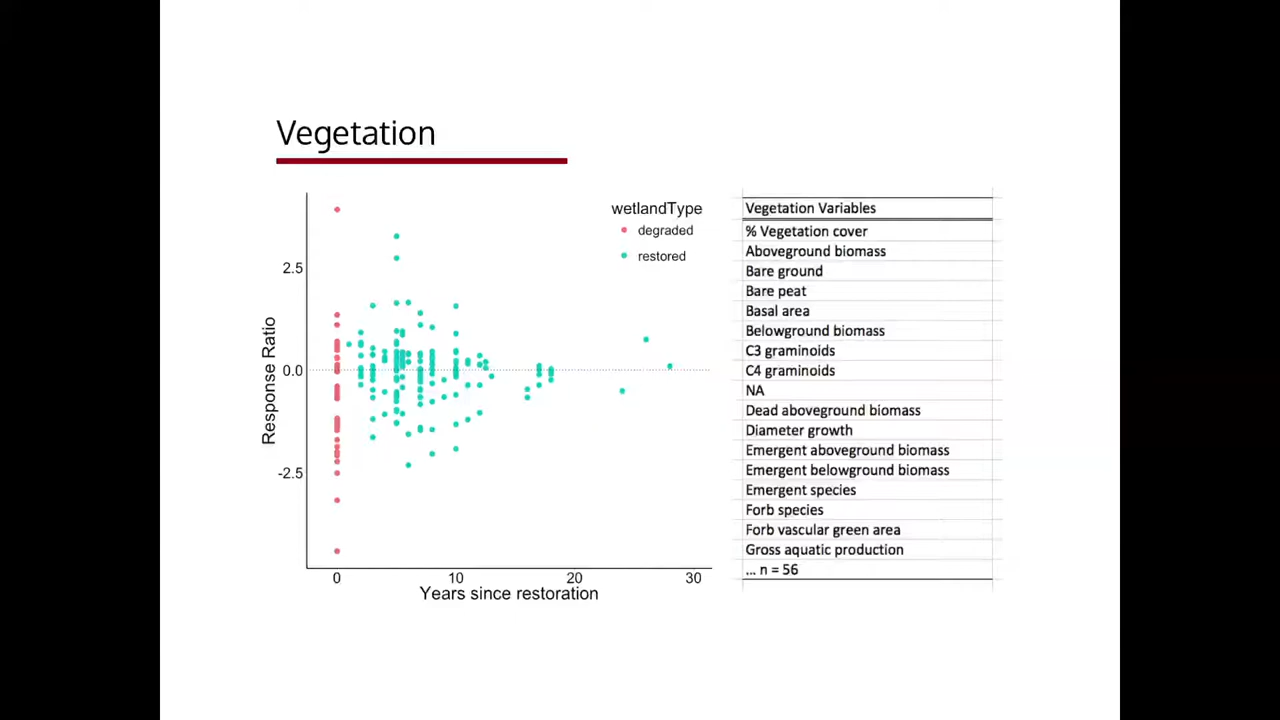 Vegetation
wetlandType
degraded
restored
2.5
0.0
-2.5
Response Ratio
0 10 20 30
Years since restoration
Vegetation Variables
% Vegetation cover
Aboveground biomass
Bare ground
Bare peat
Basal area
Belowground biomass
C3 graminoids
C4 graminoids
NA
Dead aboveground biomass
Diameter growth
Emergent aboveground biomass
Emergent belowground biomass
Emergent species
Forb species
Forb vascular green area
Gross aquatic production
... n = 56